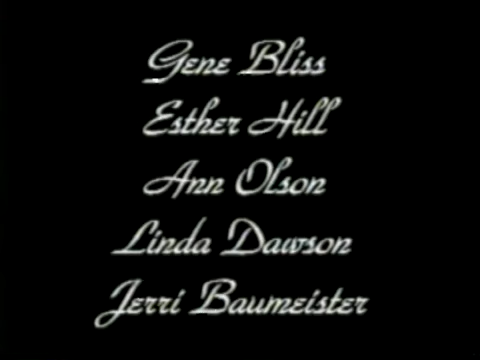 Gene Bliss
Esther Hill
Ann Olson
Linda Dawson
Jerri Baumeister